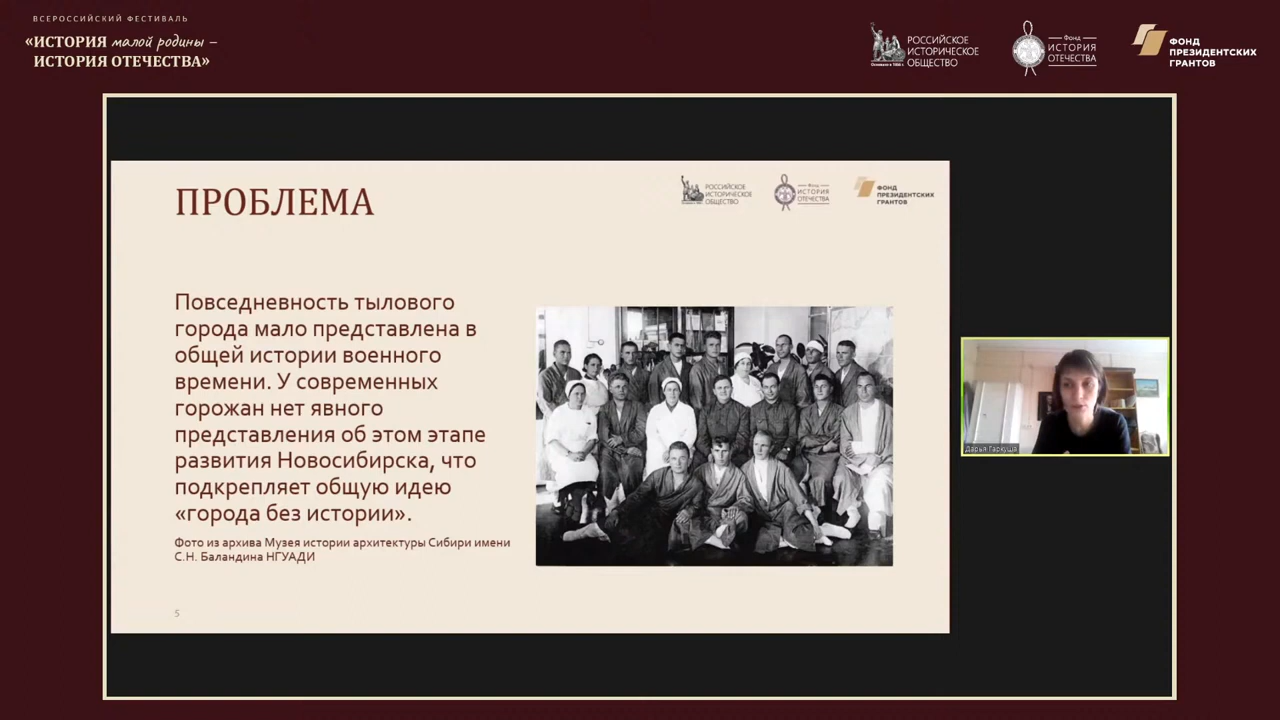 ВСЕРОССИЙСКИЙ ФЕСТИВАЛЬ
«ИСТОРИЯ малой родины –
ИСТОРИЯ ОТЕЧЕСТВА»
РОССИЙСКОЕ
ИСТОРИЧЕСКОЕ
ОБЩЕСТВО
Основано в 1866 г.
Фонд
ИСТОРИЯ
ОТЕЧЕСТВА
ФОНД
ПРЕЗИДЕНТСКИХ
ГРАНТОВ
ПРОБЛЕМА
РОССИЙСКОЕ
ИСТОРИЧЕСКОЕ
ОБЩЕСТВО
Фонд
ИСТОРИЯ
ОТЕЧЕСТВА
ФОНД
ПРЕЗИДЕНТСКИХ
ГРАНТОВ
Повседневность тылового
города мало представлена в
общей истории военного
времени. У современных
горожан нет явного
представления об этом этапе
развития Новосибирска, что
подкрепляет общую идею
«города без истории».
Фото из архива Музея истории архитектуры Сибири имени
С.Н. Баландина НГУАДИ
5
Дарья Гаркуша